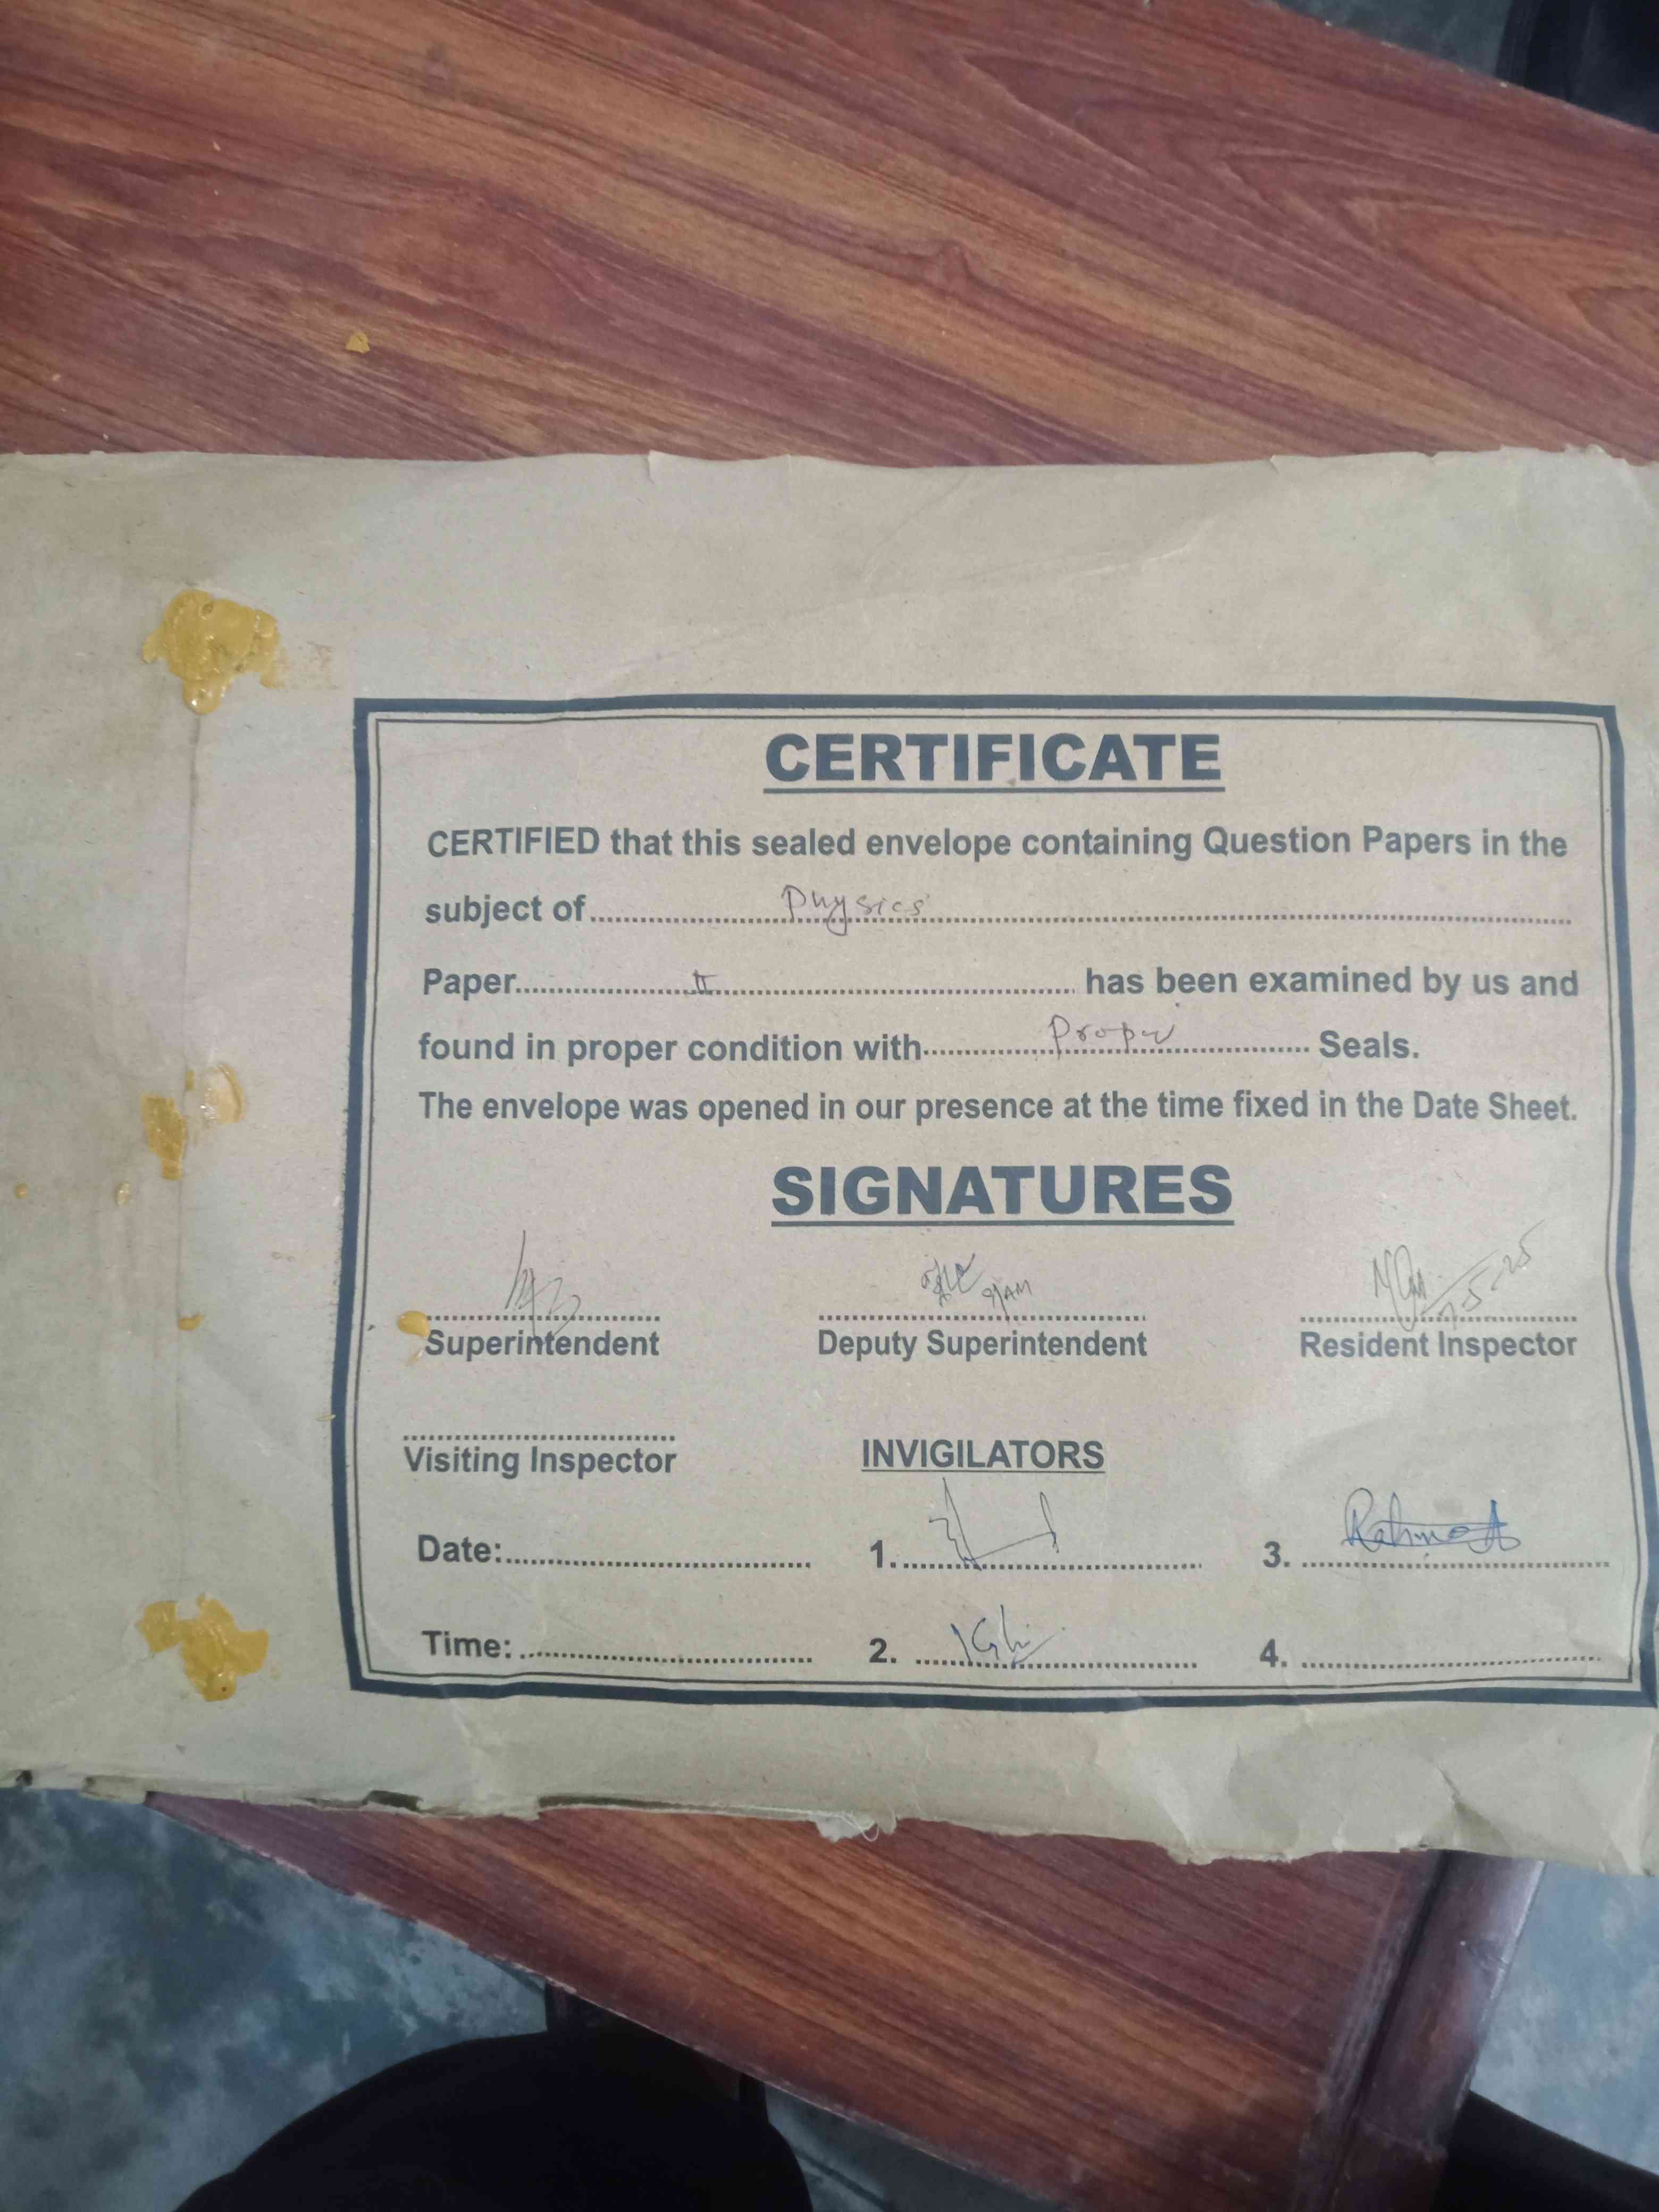 CERTIFICATE
CERTIFIED that this sealed envelope containing Question Papers in the
subject of Physics
Paper II has been examined by us and
found in proper condition with Proper Seals.
The envelope was opened in our presence at the time fixed in the Date Sheet.
SIGNATURES
9AM
Superintendent Deputy Superintendent Resident Inspector
Visiting Inspector INVIGILATORS
Date: 1. 3. Rahmat
Time: 2. 4.